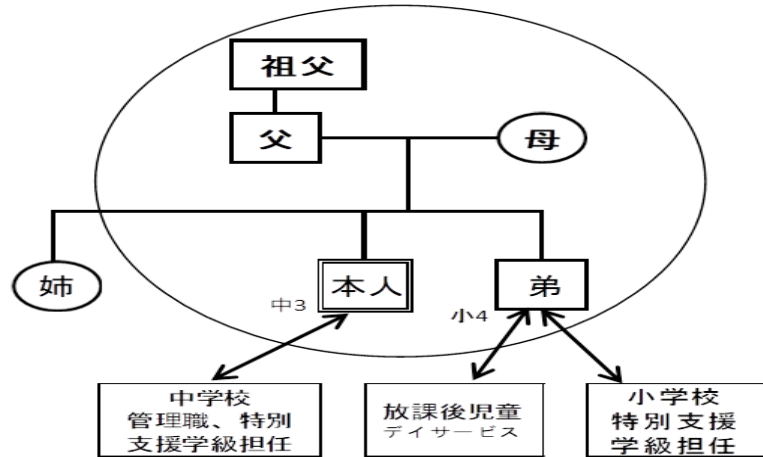 祖父
父
母
姉
本人
弟
中3
小4
中学校
管理職、特別
支援学級担任
放課後児童
デイサービス
小学校
特別支援
学級担任